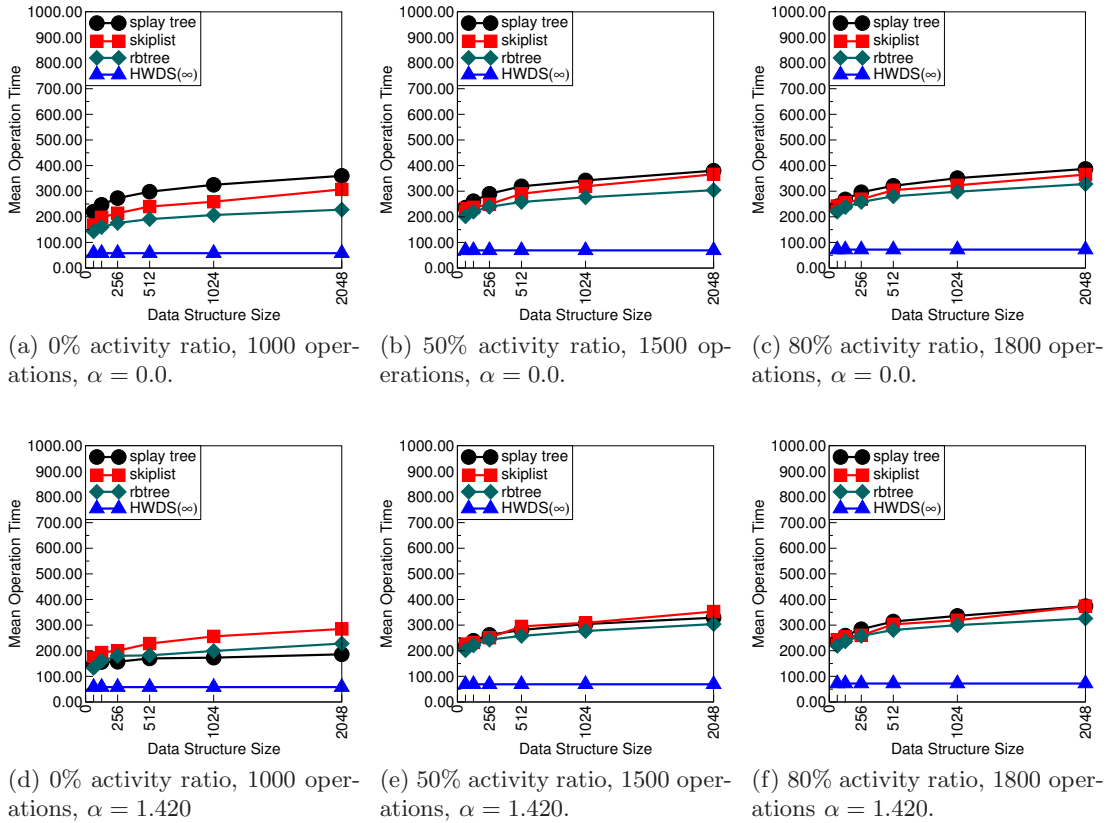 1000.00
900.00
800.00
700.00
600.00
500.00
400.00
300.00
200.00
100.00
0.00
Mean Operation Time
splay tree
skiplist
rbtree
HWDS(∞)
0
256
512
1024
2048
Data Structure Size
(a) 0% activity ratio, 1000 oper-
ations, α = 0.0.
1000.00
900.00
800.00
700.00
600.00
500.00
400.00
300.00
200.00
100.00
0.00
Mean Operation Time
splay tree
skiplist
rbtree
HWDS(∞)
0
256
512
1024
2048
Data Structure Size
(b) 50% activity ratio, 1500 op-
erations, α = 0.0.
1000.00
900.00
800.00
700.00
600.00
500.00
400.00
300.00
200.00
100.00
0.00
Mean Operation Time
splay tree
skiplist
rbtree
HWDS(∞)
0
256
512
1024
2048
Data Structure Size
(c) 80% activity ratio, 1800 oper-
ations, α = 0.0.
1000.00
900.00
800.00
700.00
600.00
500.00
400.00
300.00
200.00
100.00
0.00
Mean Operation Time
splay tree
skiplist
rbtree
HWDS(∞)
0
256
512
1024
2048
Data Structure Size
(d) 0% activity ratio, 1000 oper-
ations, α = 1.420
1000.00
900.00
800.00
700.00
600.00
500.00
400.00
300.00
200.00
100.00
0.00
Mean Operation Time
splay tree
skiplist
rbtree
HWDS(∞)
0
256
512
1024
2048
Data Structure Size
(e) 50% activity ratio, 1500 op-
erations, α = 1.420.
1000.00
900.00
800.00
700.00
600.00
500.00
400.00
300.00
200.00
100.00
0.00
Mean Operation Time
splay tree
skiplist
rbtree
HWDS(∞)
0
256
512
1024
2048
Data Structure Size
(f) 80% activity ratio, 1800 oper-
ations α = 1.420.